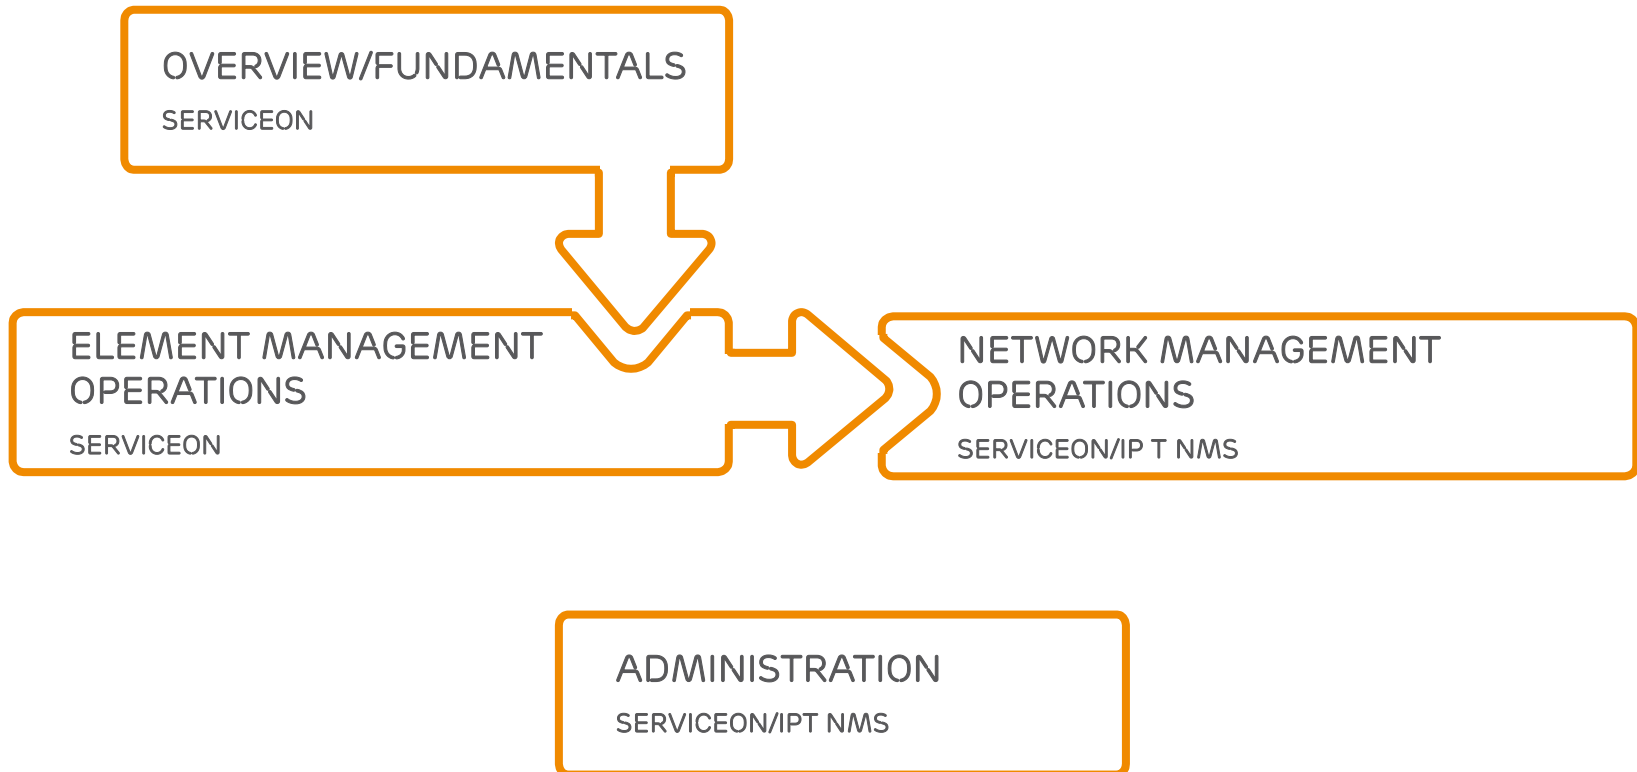 OVERVIEW/FUNDAMENTALS
SERVICEON
ELEMENT MANAGEMENT
OPERATIONS
SERVICEON
NETWORK MANAGEMENT
OPERATIONS
SERVICEON/IP T NMS
ADMINISTRATION
SERVICEON/IPT NMS